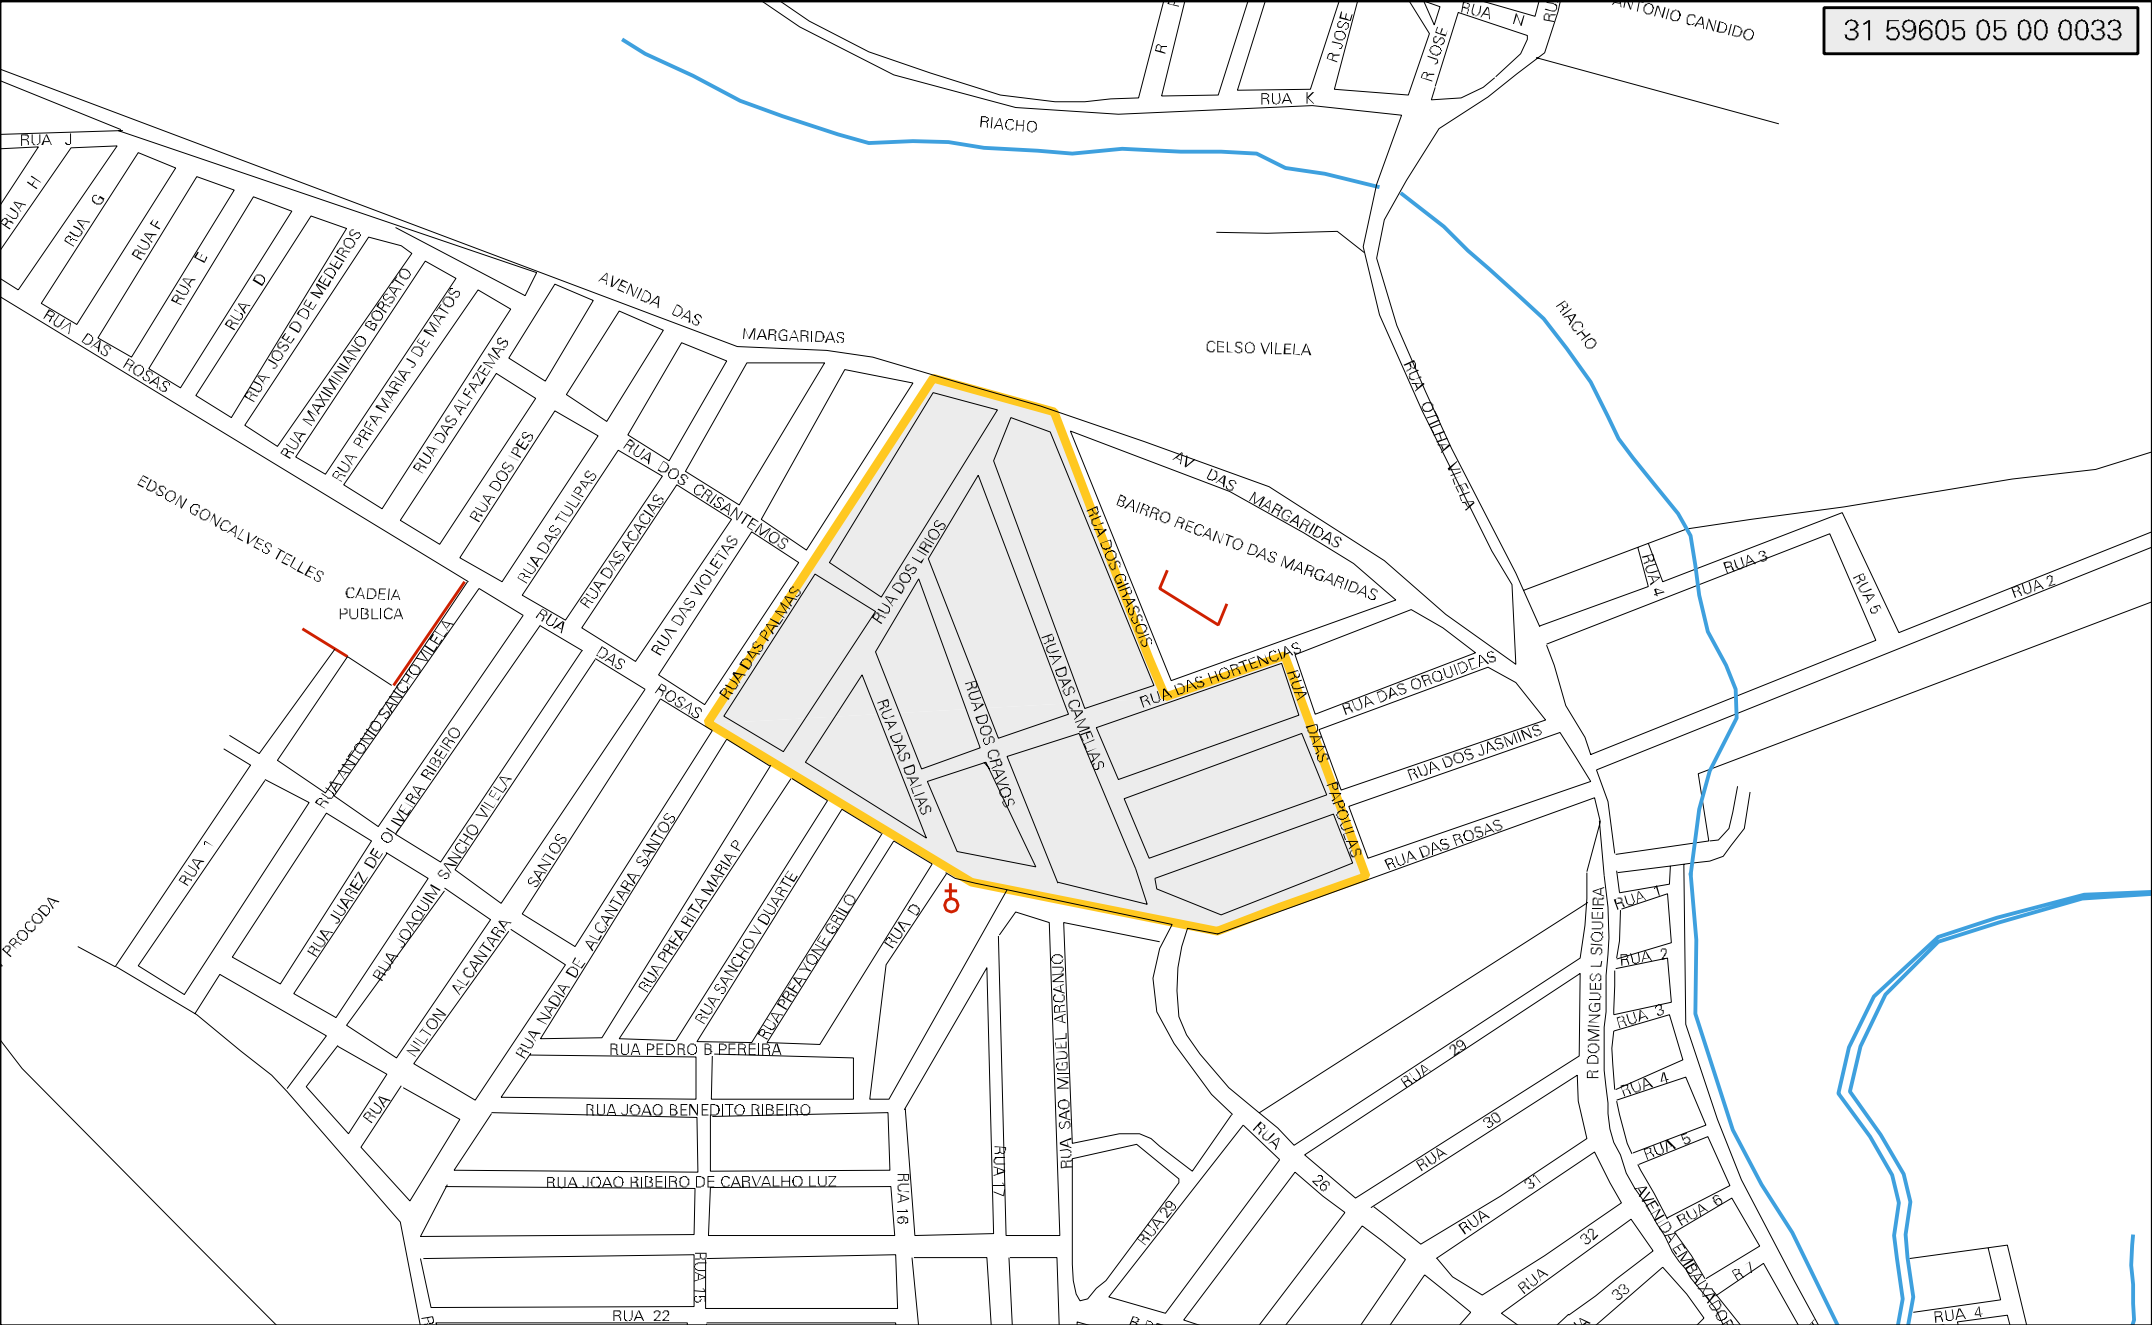 31 59605 05 00 0033
ANTONIO CANDIDO
RUA N
RU
R JOSE
R JOSE
R
RUA K
RIACHO
RUA J
RUA H
RUA G
RUA F
RUA E
RUA D
RUA JOSE D DE MEDEIROS
RUA MAXIMINIANO BORSATO
RUA PRFA MARIA J DE MATOS
RUA DAS ALFAZEMAS
RUA DOS IPES
RUA DAS TULIPAS
RUA DAS ACACIAS
RUA DAS VIOLETAS
RUA DAS PALMAS
RUA DAS ROSAS
AVENIDA DAS MARGARIDAS
CELSO VILELA
RIACHO
RUA OTILHA VILELA
AV DAS MARGARIDAS
BAIRRO RECANTO DAS MARGARIDAS
RUA DOS CRISANTEMOS
EDSON GONCALVES TELLES
CADEIA
PUBLICA
RUA DOS LIRIOS
RUA DOS GIRASSOIS
RUA DAS CAMELIAS
RUA DOS CRAVOS
RUA DAS DALIAS
RUA DAS HORTENCIAS
RUA DAAS PAPOULAS
RUA DAS ORQUIDEAS
RUA DOS JASMINS
RUA DAS ROSAS
RUA 4
RUA 3
RUA 5
RUA 2
RUA DAS ROSAS
RUA ANTONIO SANCHO VILELA
RUA JUAREZ DE OLIVEIRA RIBEIRO
RUA JOAQUIM SANCHO VILELA
NILTON ALCANTARA SANTOS
RUA
RUA NADIA DE ALCANTARA SANTOS
RUA PRFA RITA MARIA P
RUA SANCHO V DUARTE
RUA PRFA YONE GRILO
RUA D
RUA 1
PROCODA
RUA PEDRO B PEREIRA
RUA JOAO BENEDITO RIBEIRO
RUA JOAO RIBEIRO DE CARVALHO LUZ
RUA 15
RUA 16
RUA 17
RUA 22
RUA SAO MIGUEL ARCANJO
RUA 26
RUA 29
RUA 29
RUA 30
RUA 31
RUA 32
33
R DOMINGUES L SIQUEIRA
RUA 1
RUA 2
RUA 3
RUA 4
RUA 5
RUA 6
R 7
AVENIDA EMBAIXADOR
RUA 4